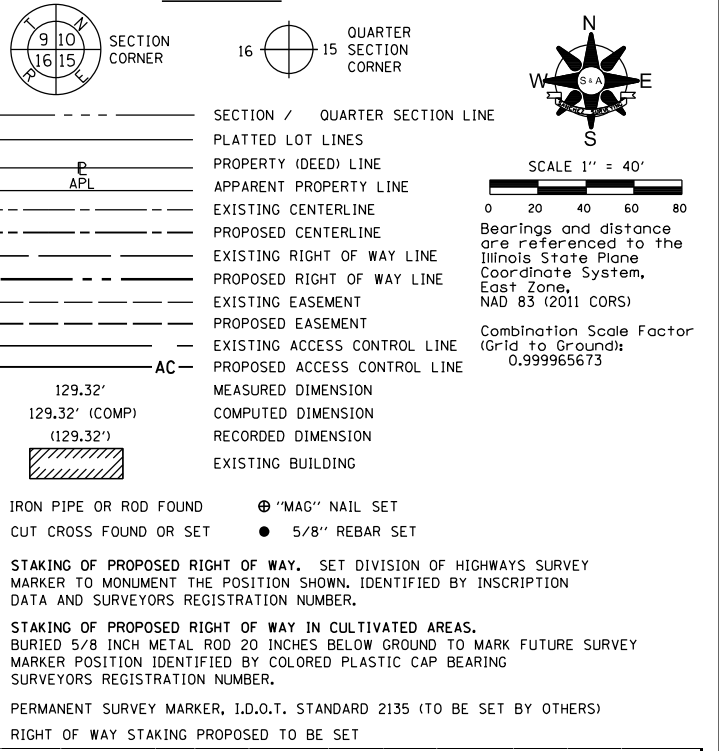 T N
9 10
16 15
R E
SECTION
CORNER
16 15
QUARTER
SECTION
CORNER
N
W S & A E
S
SECTION / QUARTER SECTION LINE
PLATTED LOT LINES
PROPERTY (DEED) LINE
APL APPARENT PROPERTY LINE
EXISTING CENTERLINE
PROPOSED CENTERLINE
EXISTING RIGHT OF WAY LINE
PROPOSED RIGHT OF WAY LINE
EXISTING EASEMENT
PROPOSED EASEMENT
EXISTING ACCESS CONTROL LINE
AC PROPOSED ACCESS CONTROL LINE
129.32' MEASURED DIMENSION
129.32' (COMP) COMPUTED DIMENSION
(129.32') RECORDED DIMENSION
EXISTING BUILDING
SCALE 1'' = 40'
0 20 40 60 80
Bearings and distance
are referenced to the
Illinois State Plane
Coordinate System,
East Zone,
NAD 83 (2011 CORS)
Combination Scale Factor
(Grid to Ground):
0.999965673
IRON PIPE OR ROD FOUND ⊕ "MAG" NAIL SET
CUT CROSS FOUND OR SET ● 5/8'' REBAR SET
STAKING OF PROPOSED RIGHT OF WAY. SET DIVISION OF HIGHWAYS SURVEY
MARKER TO MONUMENT THE POSITION SHOWN. IDENTIFIED BY INSCRIPTION
DATA AND SURVEYORS REGISTRATION NUMBER.
STAKING OF PROPOSED RIGHT OF WAY IN CULTIVATED AREAS.
BURIED 5/8 INCH METAL ROD 20 INCHES BELOW GROUND TO MARK FUTURE SURVEY
MARKER POSITION IDENTIFIED BY COLORED PLASTIC CAP BEARING
SURVEYORS REGISTRATION NUMBER.
PERMANENT SURVEY MARKER, I.D.O.T. STANDARD 2135 (TO BE SET BY OTHERS)
RIGHT OF WAY STAKING PROPOSED TO BE SET